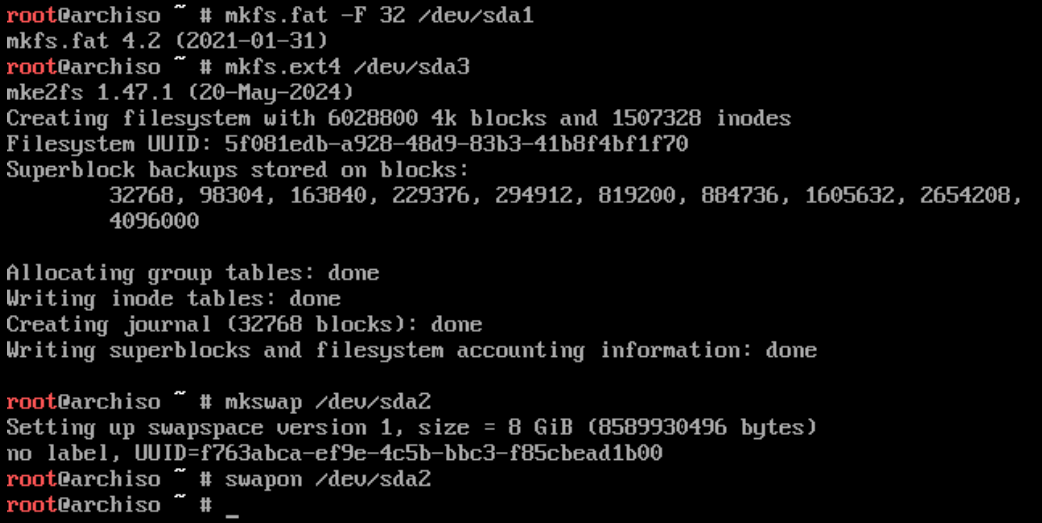 root@archiso ~ # mkfs.fat -F 32 /dev/sda1
mkfs.fat 4.2 (2021-01-31)
root@archiso ~ # mkfs.ext4 /dev/sda3
mke2fs 1.47.1 (20-May-2024)
Creating filesystem with 6028800 4k blocks and 1507328 inodes
Filesystem UUID: 5f081edb-a928-48d9-83b3-41b8f4bf1f70
Superblock backups stored on blocks:
        32768, 98304, 163840, 229376, 294912, 819200, 884736, 1605632, 2654208,
        4096000

Allocating group tables: done
Writing inode tables: done
Creating journal (32768 blocks): done
Writing superblocks and filesystem accounting information: done

root@archiso ~ # mkswap /dev/sda2
Setting up swapspace version 1, size = 8 GiB (8589930496 bytes)
no label, UUID=f763abca-ef9e-4c5b-bbc3-f85cbead1b00
root@archiso ~ # swapon /dev/sda2
root@archiso ~ # _